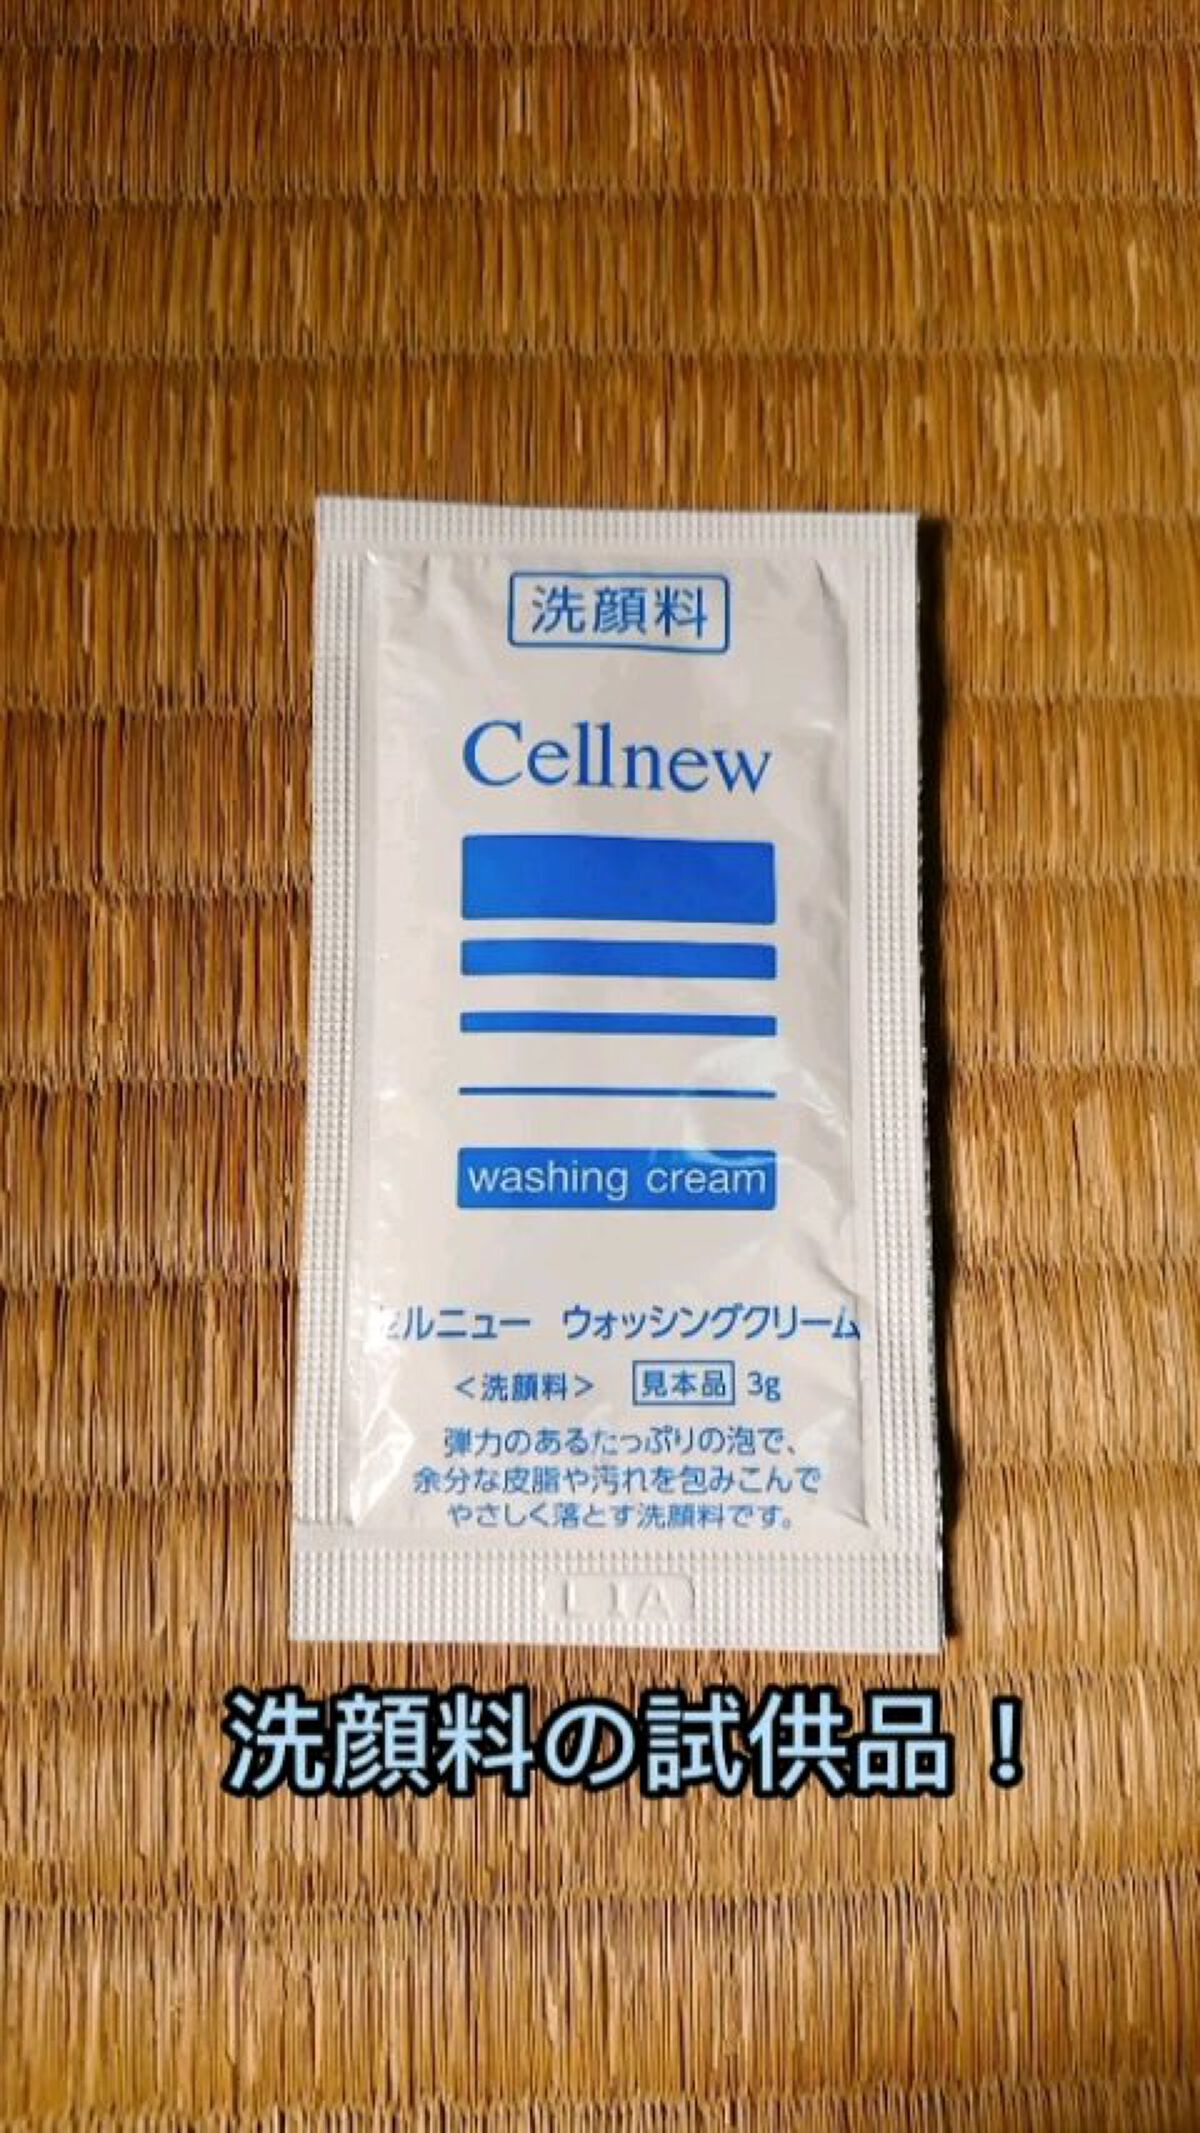 洗顔料
Cellnew
washing cream
セルニュー ウォッシングクリーム
<洗顔料> 見本品 3g
弾力のあるたっぷりの泡で、
余分な皮脂や汚れを包みこんで
やさしく落とす洗顔料です。
L1A
洗顔料の試供品！